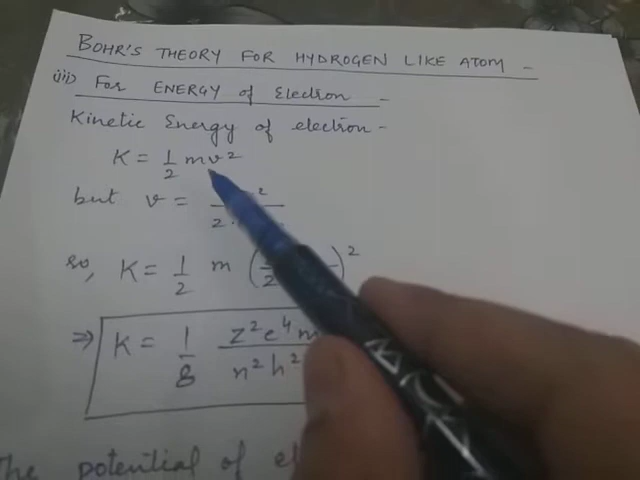 BOHR'S THEORY FOR HYDROGEN LIKE ATOM -
(iii) For ENERGY of Electron -
Kinetic Energy of electron -
K = 1/2 mv²
but v =
so, K = 1/2 m ( )²
⇒ K = 1/8 Z²e⁴m / n²h²
The potential of